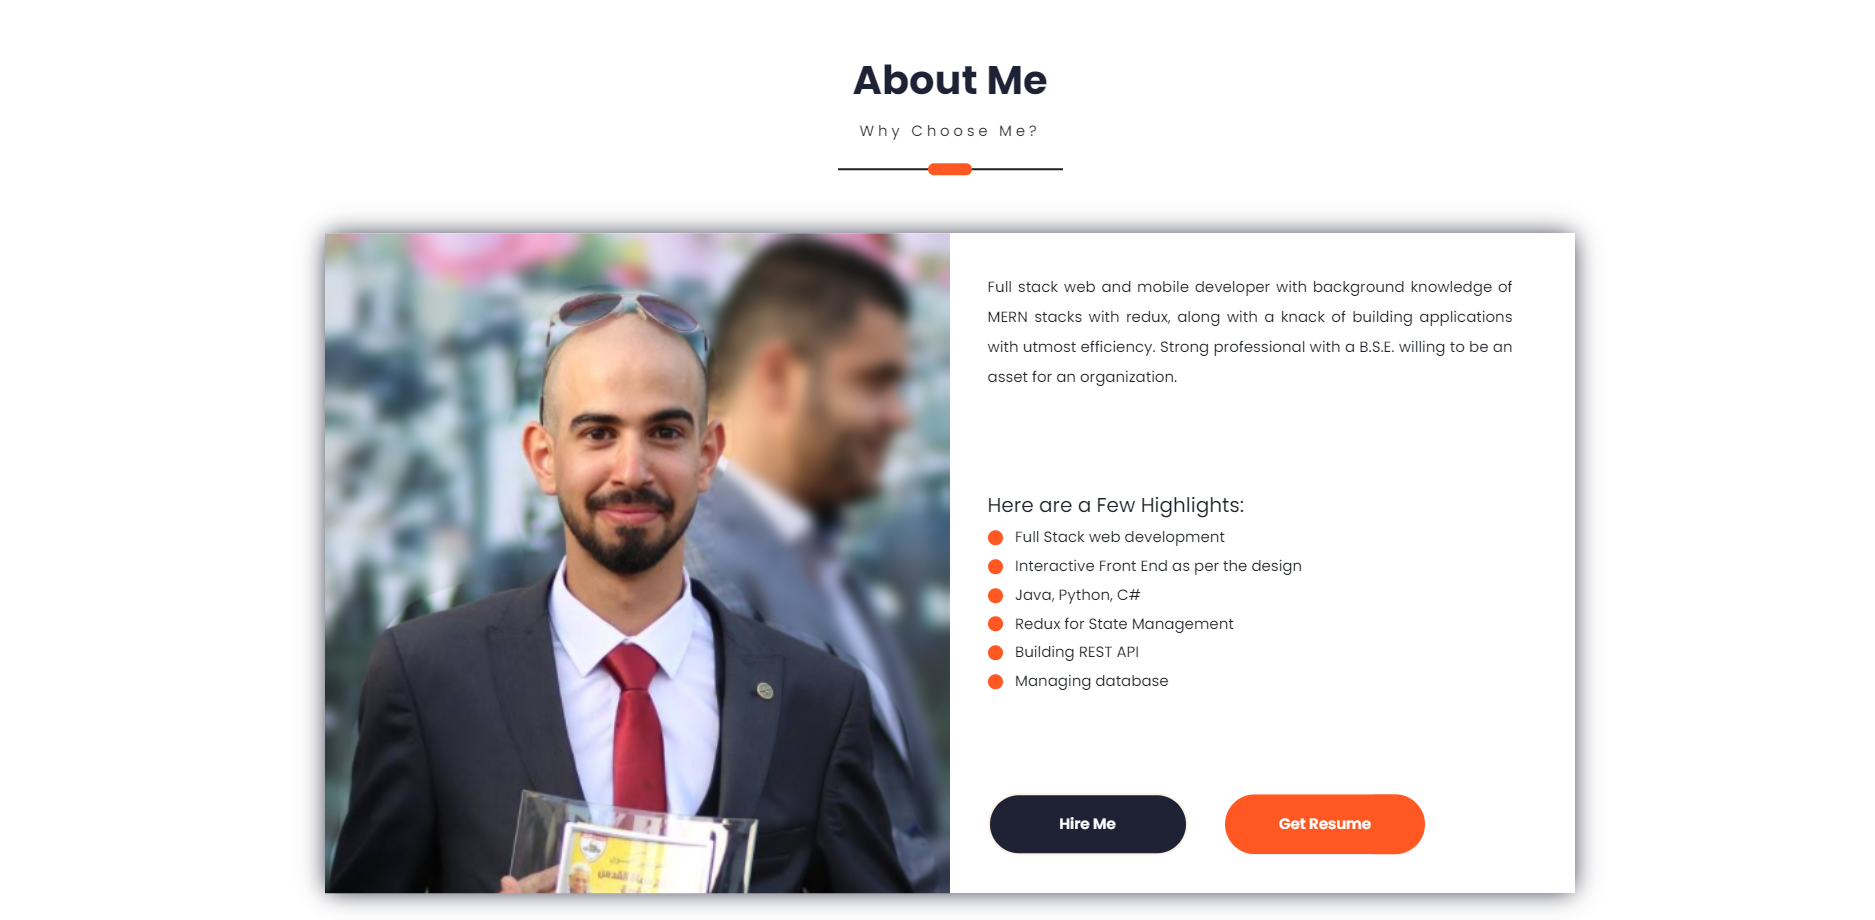 About Me
Why Choose Me?
Full stack web and mobile developer with background knowledge of
MERN stacks with redux, along with a knack of building applications
with utmost efficiency. Strong professional with a B.S.E. willing to be an
asset for an organization.
Here are a Few Highlights:
Full Stack web development
Interactive Front End as per the design
Java, Python, C#
Redux for State Management
Building REST API
Managing database
Hire Me
Get Resume